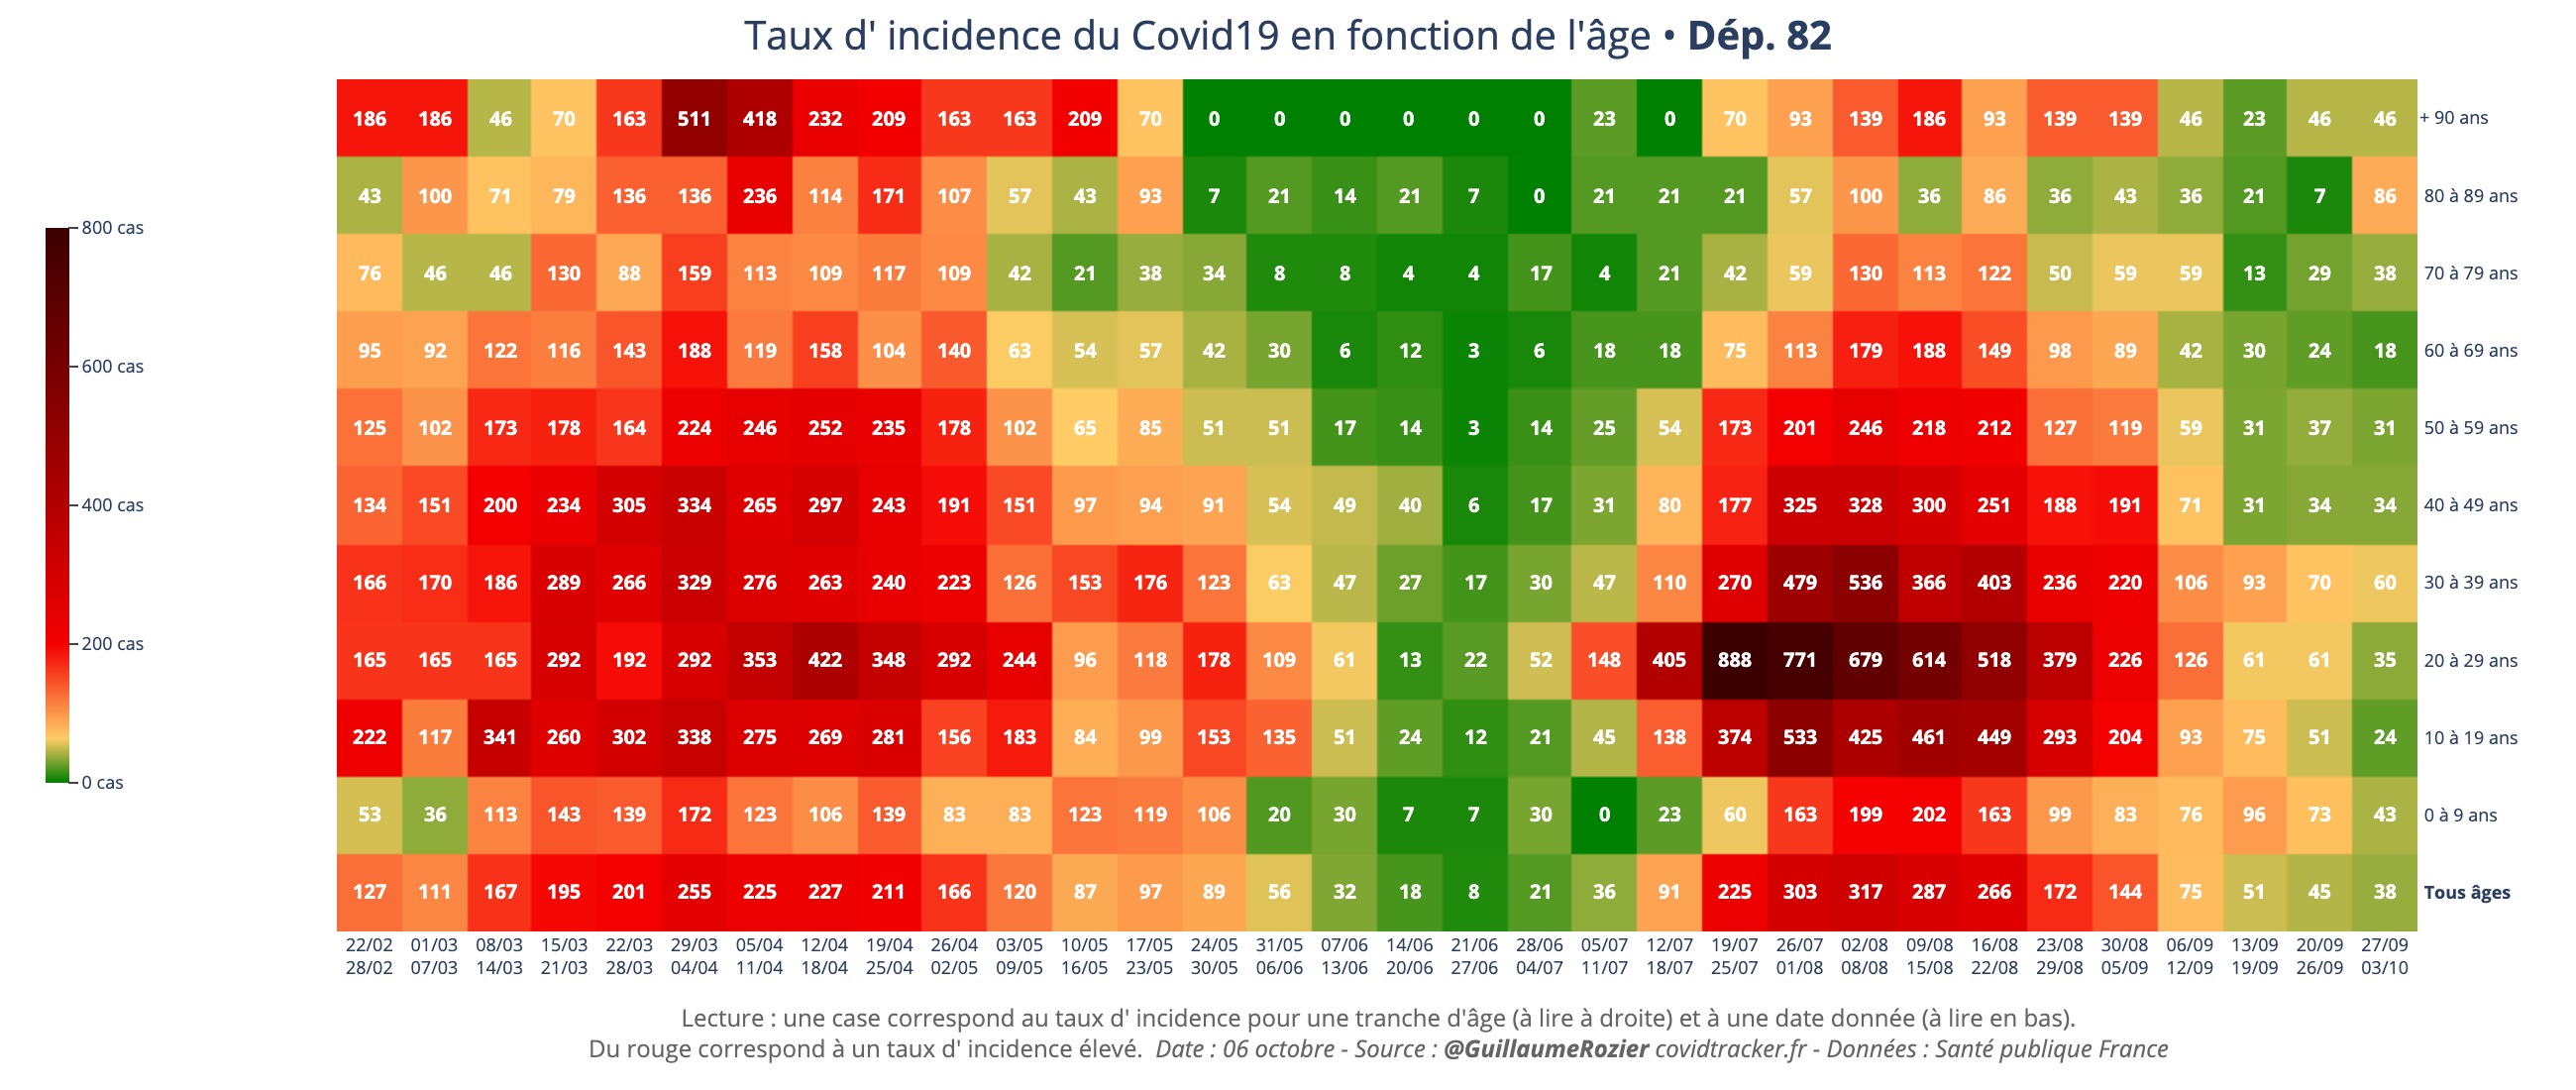 Taux d' incidence du Covid19 en fonction de l'âge • Dép. 82
186 186 46 70 163 511 418 232 209 163 163 209 70 0 0 0 0 0 0 23 0 70 93 139 186 93 139 139 46 23 46 46 + 90 ans
43 100 71 79 136 136 236 114 171 107 57 43 93 7 21 14 21 7 0 21 21 21 57 100 36 86 36 43 36 21 7 86 80 à 89 ans
800 cas
76 46 46 130 88 159 113 109 117 109 42 21 38 34 8 8 4 4 17 4 21 42 59 130 113 122 50 59 59 13 29 38 70 à 79 ans
95 92 122 116 143 188 119 158 104 140 63 54 57 42 30 6 12 3 6 18 18 75 113 179 188 149 98 89 42 30 24 18 60 à 69 ans
600 cas
125 102 173 178 164 224 246 252 235 178 102 65 85 51 51 17 14 3 14 25 54 173 201 246 218 212 127 119 59 31 37 31 50 à 59 ans
400 cas
134 151 200 234 305 334 265 297 243 191 151 97 94 91 54 49 40 6 17 31 80 177 325 328 300 251 188 191 71 31 34 34 40 à 49 ans
166 170 186 289 266 329 276 263 240 223 126 153 176 123 63 47 27 17 30 47 110 270 479 536 366 403 236 220 106 93 70 60 30 à 39 ans
200 cas
165 165 165 292 192 292 353 422 348 292 244 96 118 178 109 61 13 22 52 148 405 888 771 679 614 518 379 226 126 61 61 35 20 à 29 ans
222 117 341 260 302 338 275 269 281 156 183 84 99 153 135 51 24 12 21 45 138 374 533 425 461 449 293 204 93 75 51 24 10 à 19 ans
0 cas
53 36 113 143 139 172 123 106 139 83 83 123 119 106 20 30 7 7 30 0 23 60 163 199 202 163 99 83 76 96 73 43 0 à 9 ans
127 111 167 195 201 255 225 227 211 166 120 87 97 89 56 32 18 8 21 36 91 225 303 317 287 266 172 144 75 51 45 38 Tous âges
22/02 01/03 08/03 15/03 22/03 29/03 05/04 12/04 19/04 26/04 03/05 10/05 17/05 24/05 31/05 07/06 14/06 21/06 28/06 05/07 12/07 19/07 26/07 02/08 09/08 16/08 23/08 30/08 06/09 13/09 20/09 27/09
28/02 07/03 14/03 21/03 28/03 04/04 11/04 18/04 25/04 02/05 09/05 16/05 23/05 30/05 06/06 13/06 20/06 27/06 04/07 11/07 18/07 25/07 01/08 08/08 15/08 22/08 29/08 05/09 12/09 19/09 26/09 03/10
Lecture : une case correspond au taux d' incidence pour une tranche d'âge (à lire à droite) et à une date donnée (à lire en bas).
Du rouge correspond à un taux d' incidence élevé. Date : 06 octobre - Source : @GuillaumeRozier covidtracker.fr - Données : Santé publique France